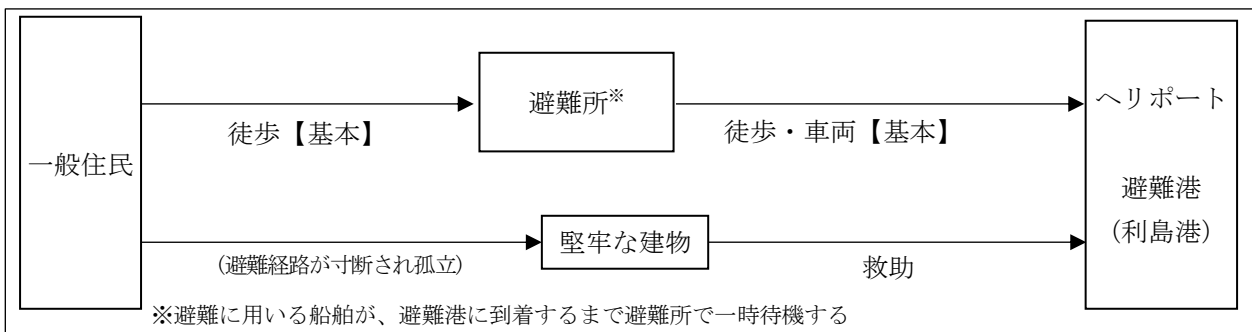 一般住民
徒歩【基本】
避難所※
徒歩・車両【基本】
ヘリポート
避難港
(利島港)
(避難経路が寸断され孤立)
堅牢な建物
救助
※避難に用いる船舶が、避難港に到着するまで避難所で一時待機する